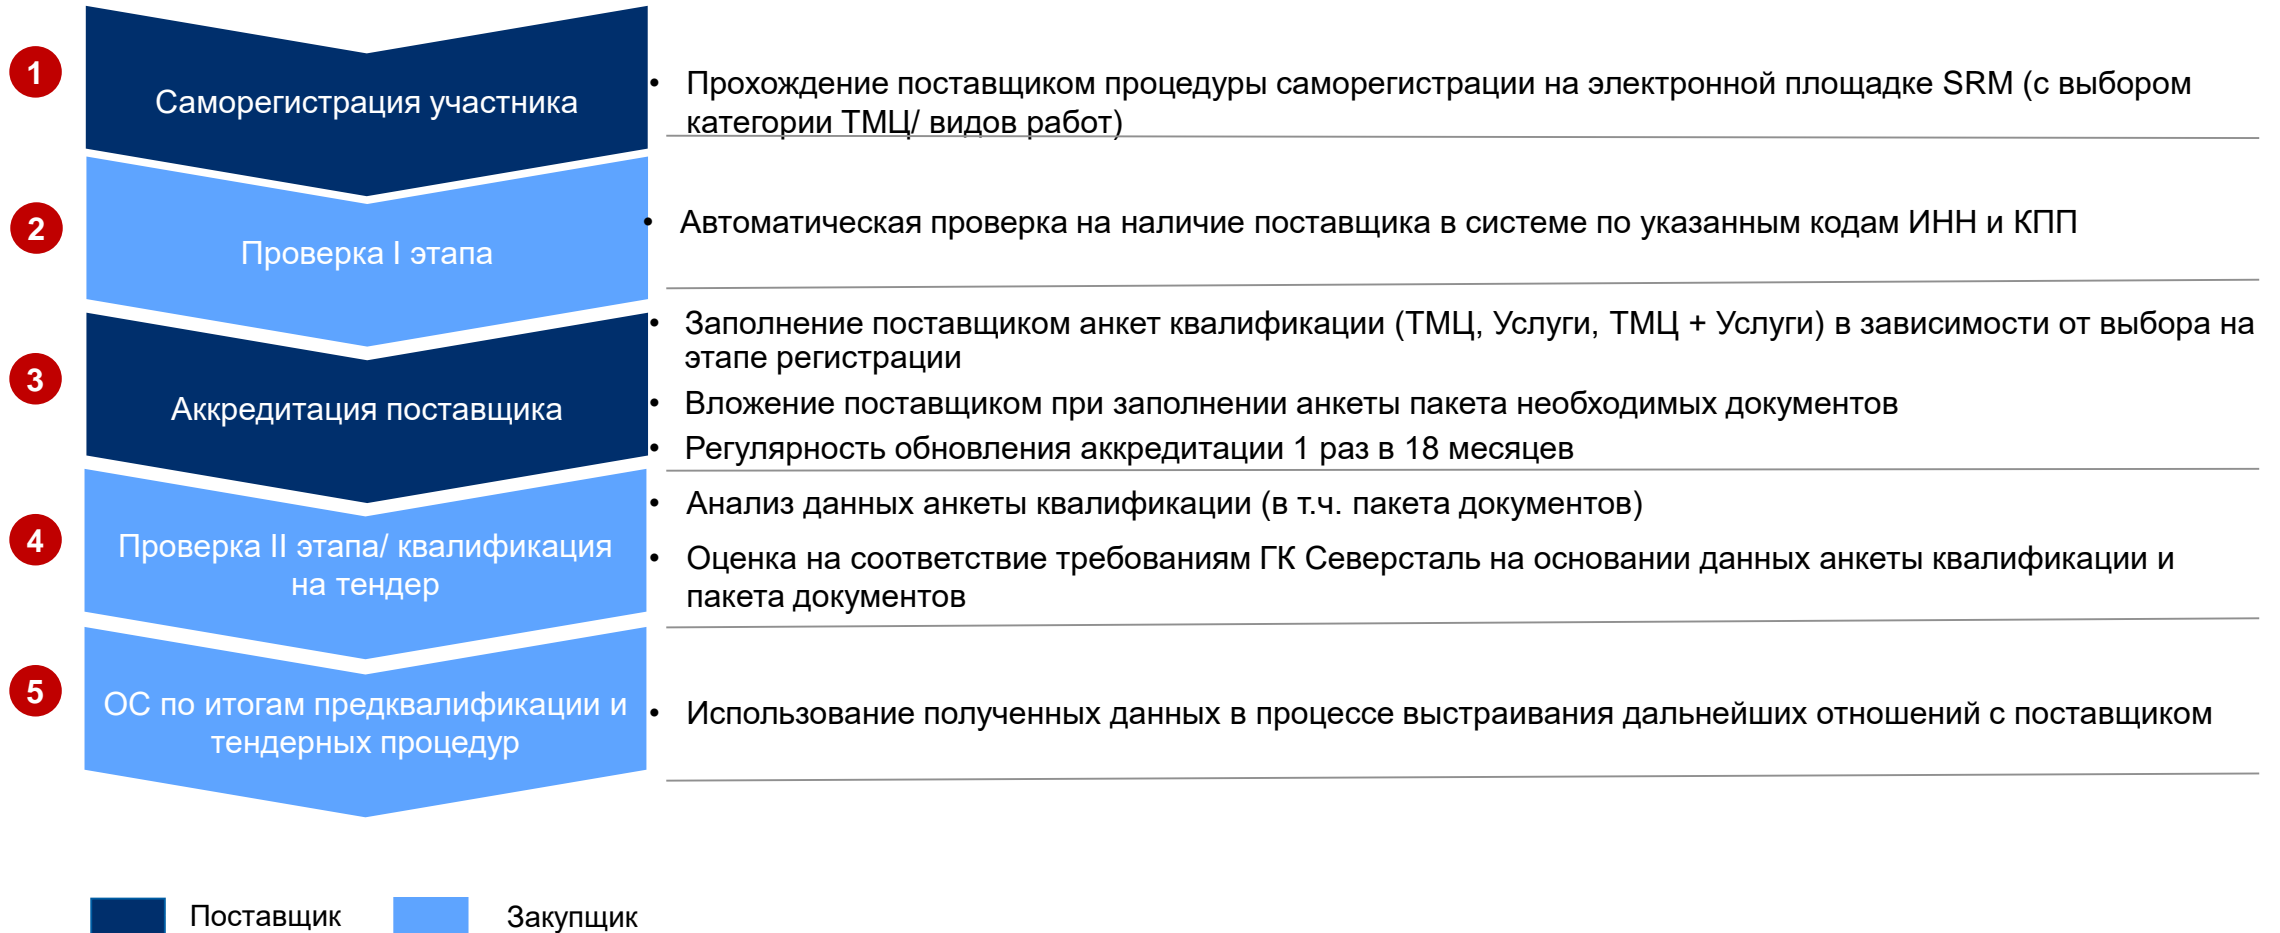 1
Саморегистрация участника
• Прохождение поставщиком процедуры саморегистрации на электронной площадке SRM (с выбором
категории ТМЦ/ видов работ)
2
Проверка I этапа
• Автоматическая проверка на наличие поставщика в системе по указанным кодам ИНН и КПП
3
Аккредитация поставщика
• Заполнение поставщиком анкет квалификации (ТМЦ, Услуги, ТМЦ + Услуги) в зависимости от выбора на
этапе регистрации
• Вложение поставщиком при заполнении анкеты пакета необходимых документов
• Регулярность обновления аккредитации 1 раз в 18 месяцев
4
Проверка II этапа/ квалификация
на тендер
• Анализ данных анкеты квалификации (в т.ч. пакета документов)
• Оценка на соответствие требованиям ГК Северсталь на основании данных анкеты квалификации и
пакета документов
5
ОС по итогам предквалификации и
тендерных процедур
• Использование полученных данных в процессе выстраивания дальнейших отношений с поставщиком
Поставщик
Закупщик